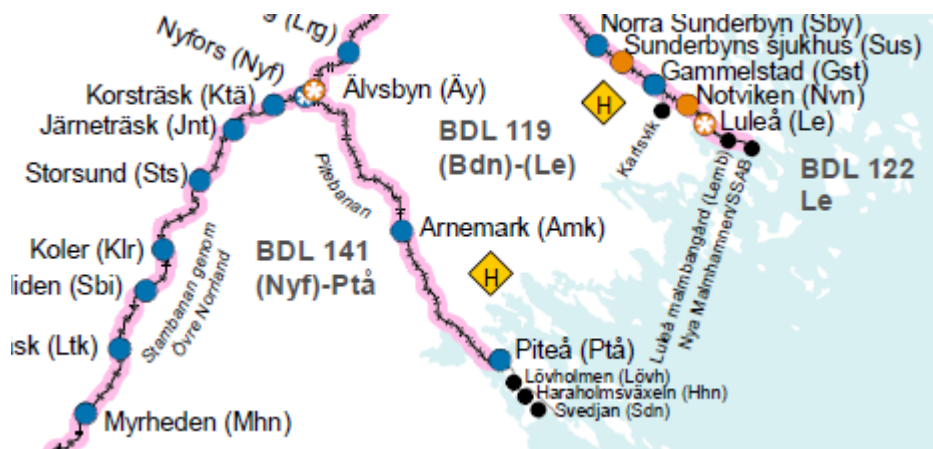 g (Lrg)
Nyfors (Nyf)
Korsträsk (Ktä)
Älvsbyn (Äy)
Järneträsk (Jnt)
Storsund (Sts)
Koler (Klr)
liden (Sbi)
sk (Ltk)
Myrheden (Mhn)
Stambanan genom
Övre Norrland
Pitebanan
BDL 141
(Nyf)-Ptå
BDL 119
(Bdn)-(Le)
Arnemark (Amk)
H
Piteå (Ptå)
Lövholmen (Lövh)
Haraholmsväxeln (Hhn)
Svedjan (Sdn)
Norra Sunderbyn (Sby)
Sunderbyns sjukhus (Sus)
Gammelstad (Gst)
Notviken (Nvn)
Luleå (Le)
H
Karlsvik
Luleå malmbangård (Lemb)
Nya Malmhamnen/SSAB
BDL 122
Le